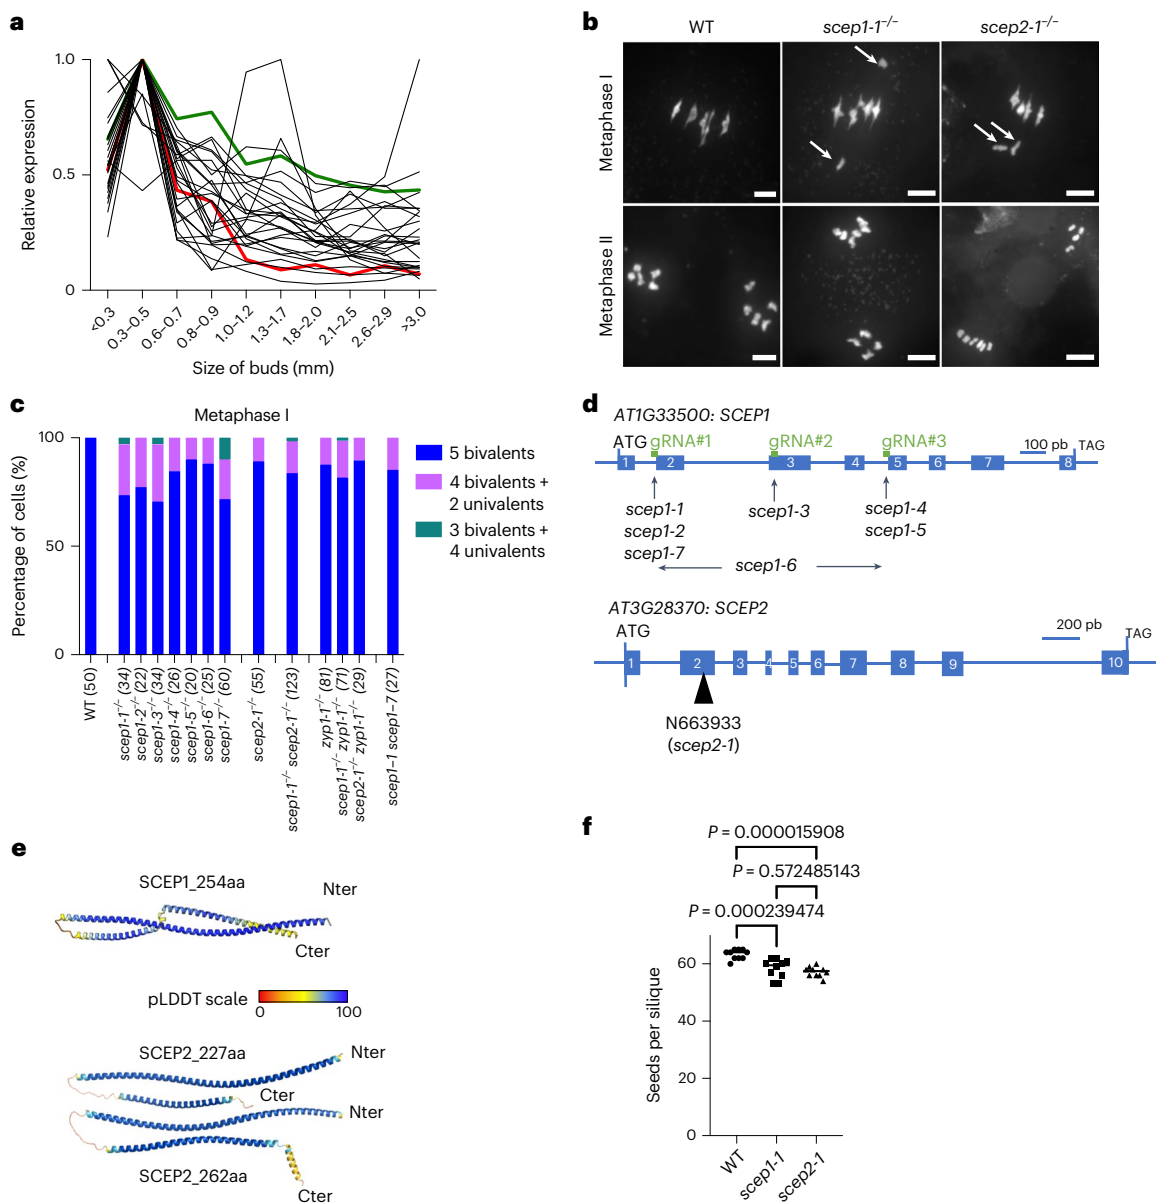 a
1.0
0.5
0
Relative expression
<0.3
0.3–0.5
0.6–0.7
0.8–0.9
1.0–1.2
1.3–1.7
1.8–2.0
2.1–2.5
2.6–2.9
>3.0
Size of buds (mm)
b
WT
scep1-1−/−
scep2-1−/−
Metaphase I
Metaphase II
c
Metaphase I
100
50
0
Percentage of cells (%)
5 bivalents
4 bivalents +
2 univalents
3 bivalents +
4 univalents
WT (50)
scep1-1−/− (34)
scep1-2−/− (22)
scep1-3−/− (34)
scep1-4−/− (26)
scep1-5−/− (20)
scep1-6−/− (25)
scep1-7−/− (60)
scep2-1−/− (55)
scep1-1−/− scep2-1−/− (123)
zyp1-1−/− (81)
scep1-1−/− zyp1-1−/− (71)
scep2-1−/− zyp1-1−/− (29)
scep1–1 scep1–7 (27)
d
AT1G33500: SCEP1
ATG
gRNA#1
gRNA#2
gRNA#3
100 pb
TAG
1
2
3
4
5
6
7
8
scep1-1
scep1-2
scep1-7
scep1-3
scep1-4
scep1-5
scep1-6
AT3G28370: SCEP2
ATG
200 pb
TAG
1
2
3
4
5
6
7
8
9
10
N663933
(scep2-1)
e
SCEP1_254aa
Nter
Cter
pLDDT scale
0
100
SCEP2_227aa
Nter
Cter
Nter
SCEP2_262aa
Cter
f
P = 0.000015908
P = 0.572485143
P = 0.000239474
60
40
20
0
Seeds per silique
WT
scep1-1
scep2-1